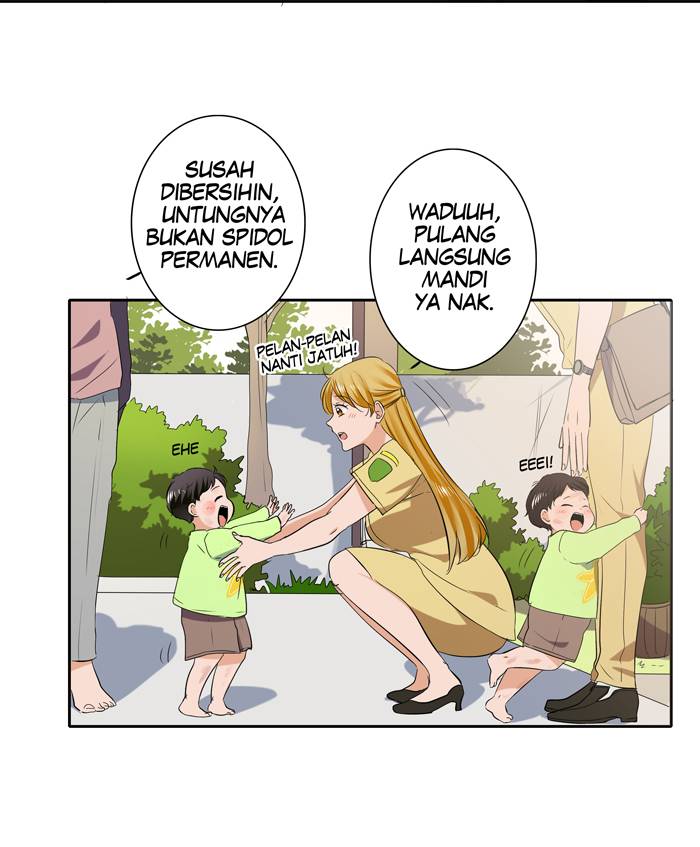 SUSAH
DIBERSIHIN,
UNTUNGNYA
BUKAN SPIDOL
PERMANEN.
WADUUH,
PULANG
LANGSUNG
MANDI
YA NAK.
PELAN-PELAN
NANTI JATUH!
EHE
EEEI!